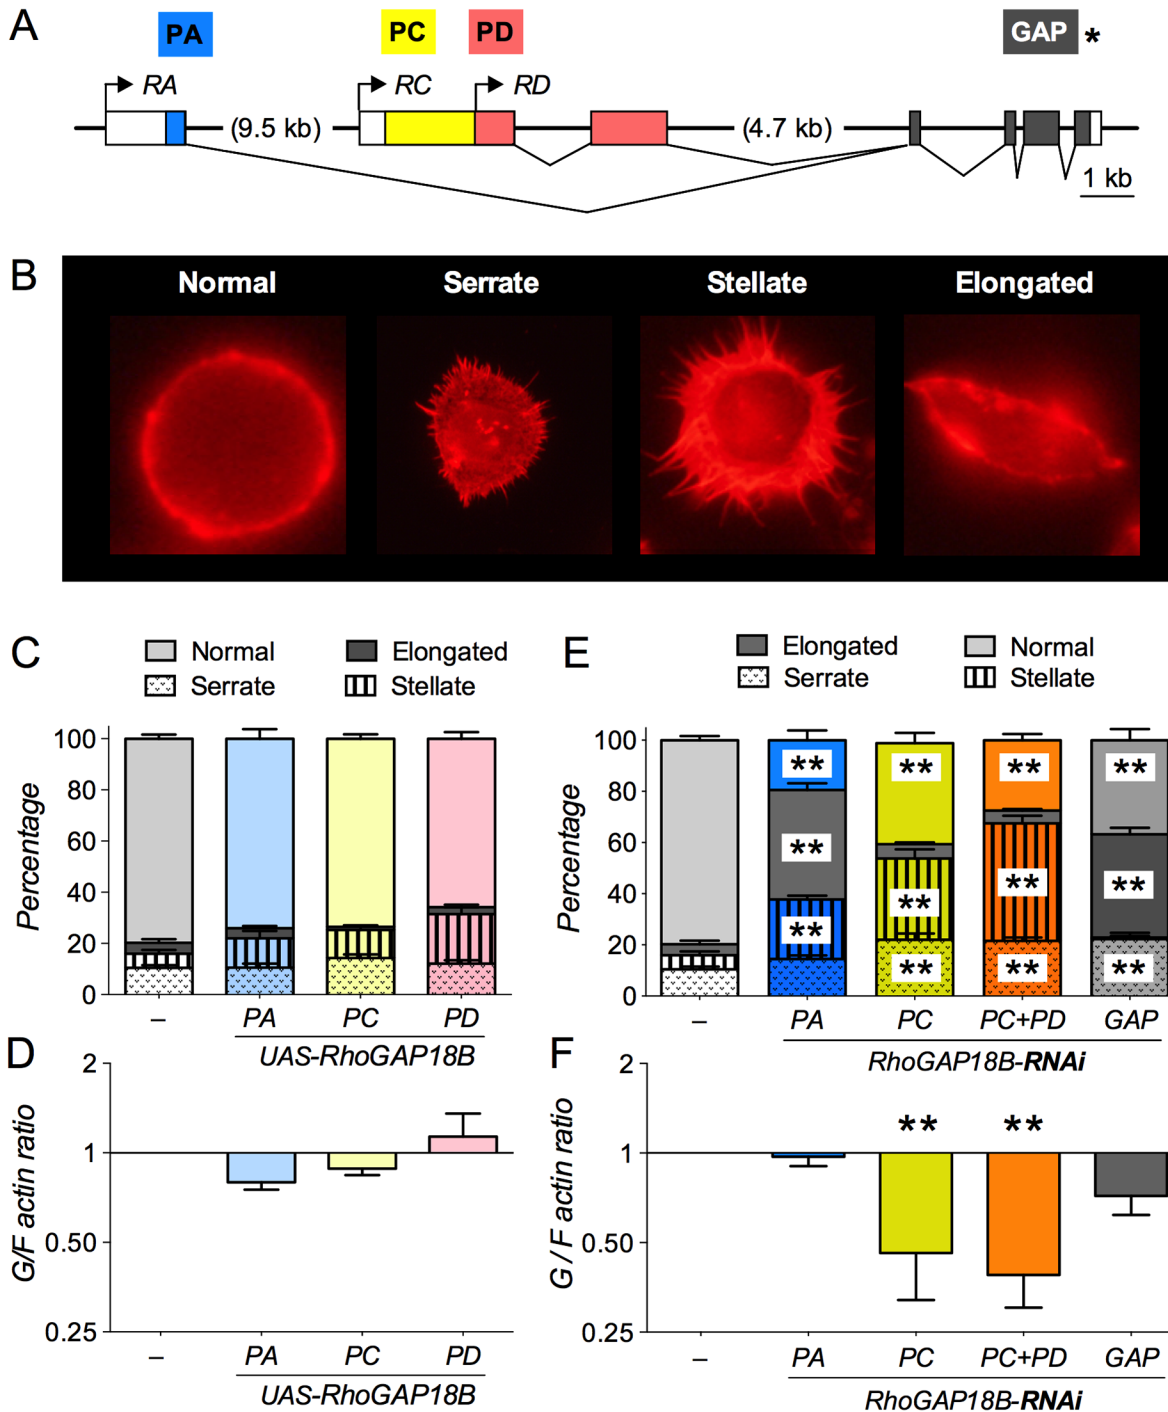 A
PA
PC
PD
GAP
*
RA
RC
RD
(9.5 kb)
(4.7 kb)
1 kb
B
Normal
Serrate
Stellate
Elongated
C
Normal
Elongated
Serrate
Stellate
Percentage
100
80
60
40
20
0
–
PA
PC
PD
UAS-RhoGAP18B
E
Elongated
Normal
Serrate
Stellate
Percentage
100
80
60
40
20
0
**
**
**
**
**
**
**
**
**
**
**
**
–
PA
PC
PC+PD
GAP
RhoGAP18B-RNAi
D
G/F actin ratio
2
1
0.50
0.25
–
PA
PC
PD
UAS-RhoGAP18B
F
G / F actin ratio
2
1
0.50
0.25
**
**
–
PA
PC
PC+PD
GAP
RhoGAP18B-RNAi